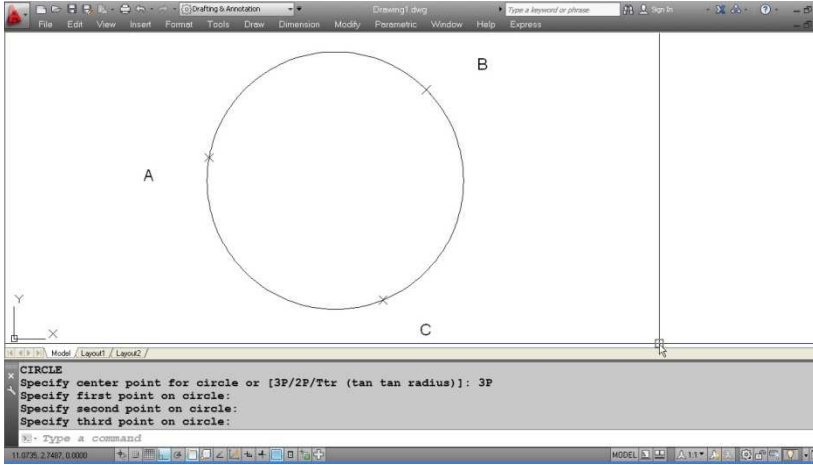 Drafting & Annotation Drawing1.dwg Type a keyword or phrase Sign In
File Edit View Insert Format Tools Draw Dimension Modify Parametric Window Help Express
B
A
C
Y
X
Model Layout1 Layout2
CIRCLE
Specify center point for circle or [3P/2P/Ttr (tan tan radius)]: 3P
Specify first point on circle:
Specify second point on circle:
Specify third point on circle:
Type a command
11.0735, 2.7487, 0.0000 MODEL 1:1